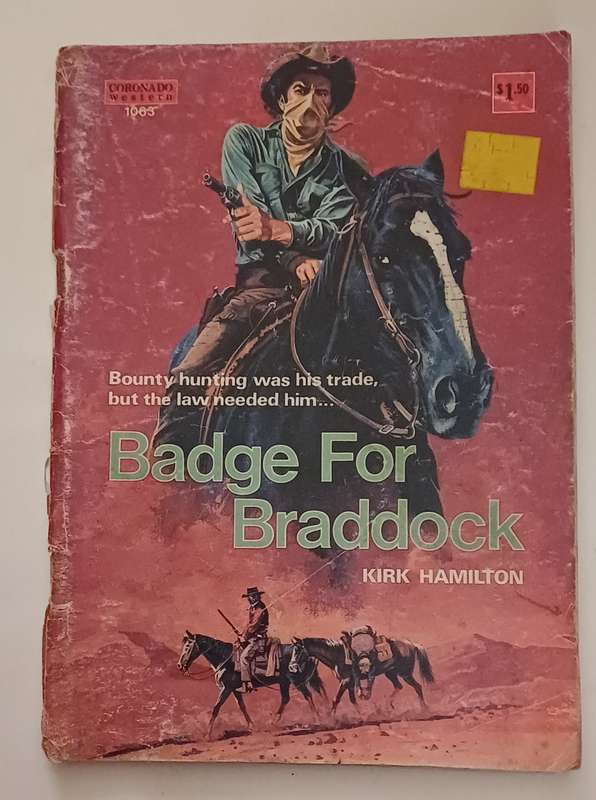 CORONADO
Western
1063
$1.50
Bounty hunting was his trade,
but the law needed him...
Badge For
Braddock
KIRK HAMILTON